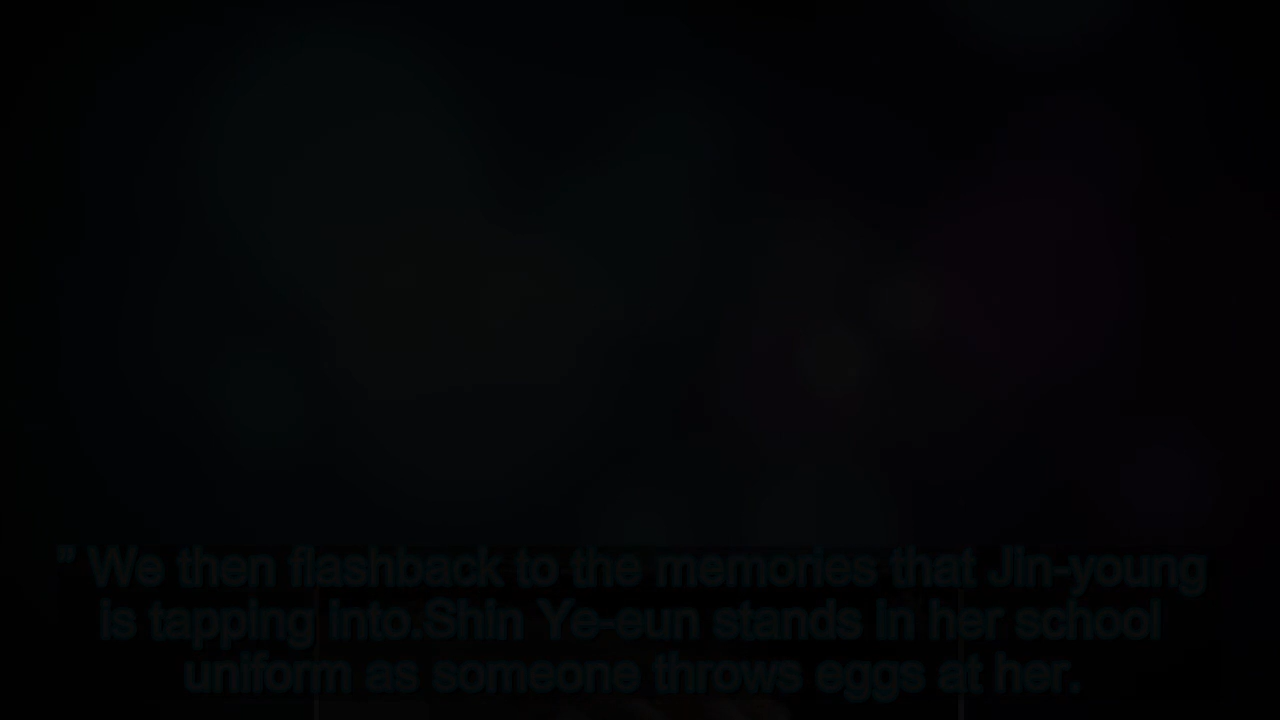 " We then flashback to the memories that Jin-young
is tapping into.Shin Ye-eun stands in her school
uniform as someone throws eggs at her.